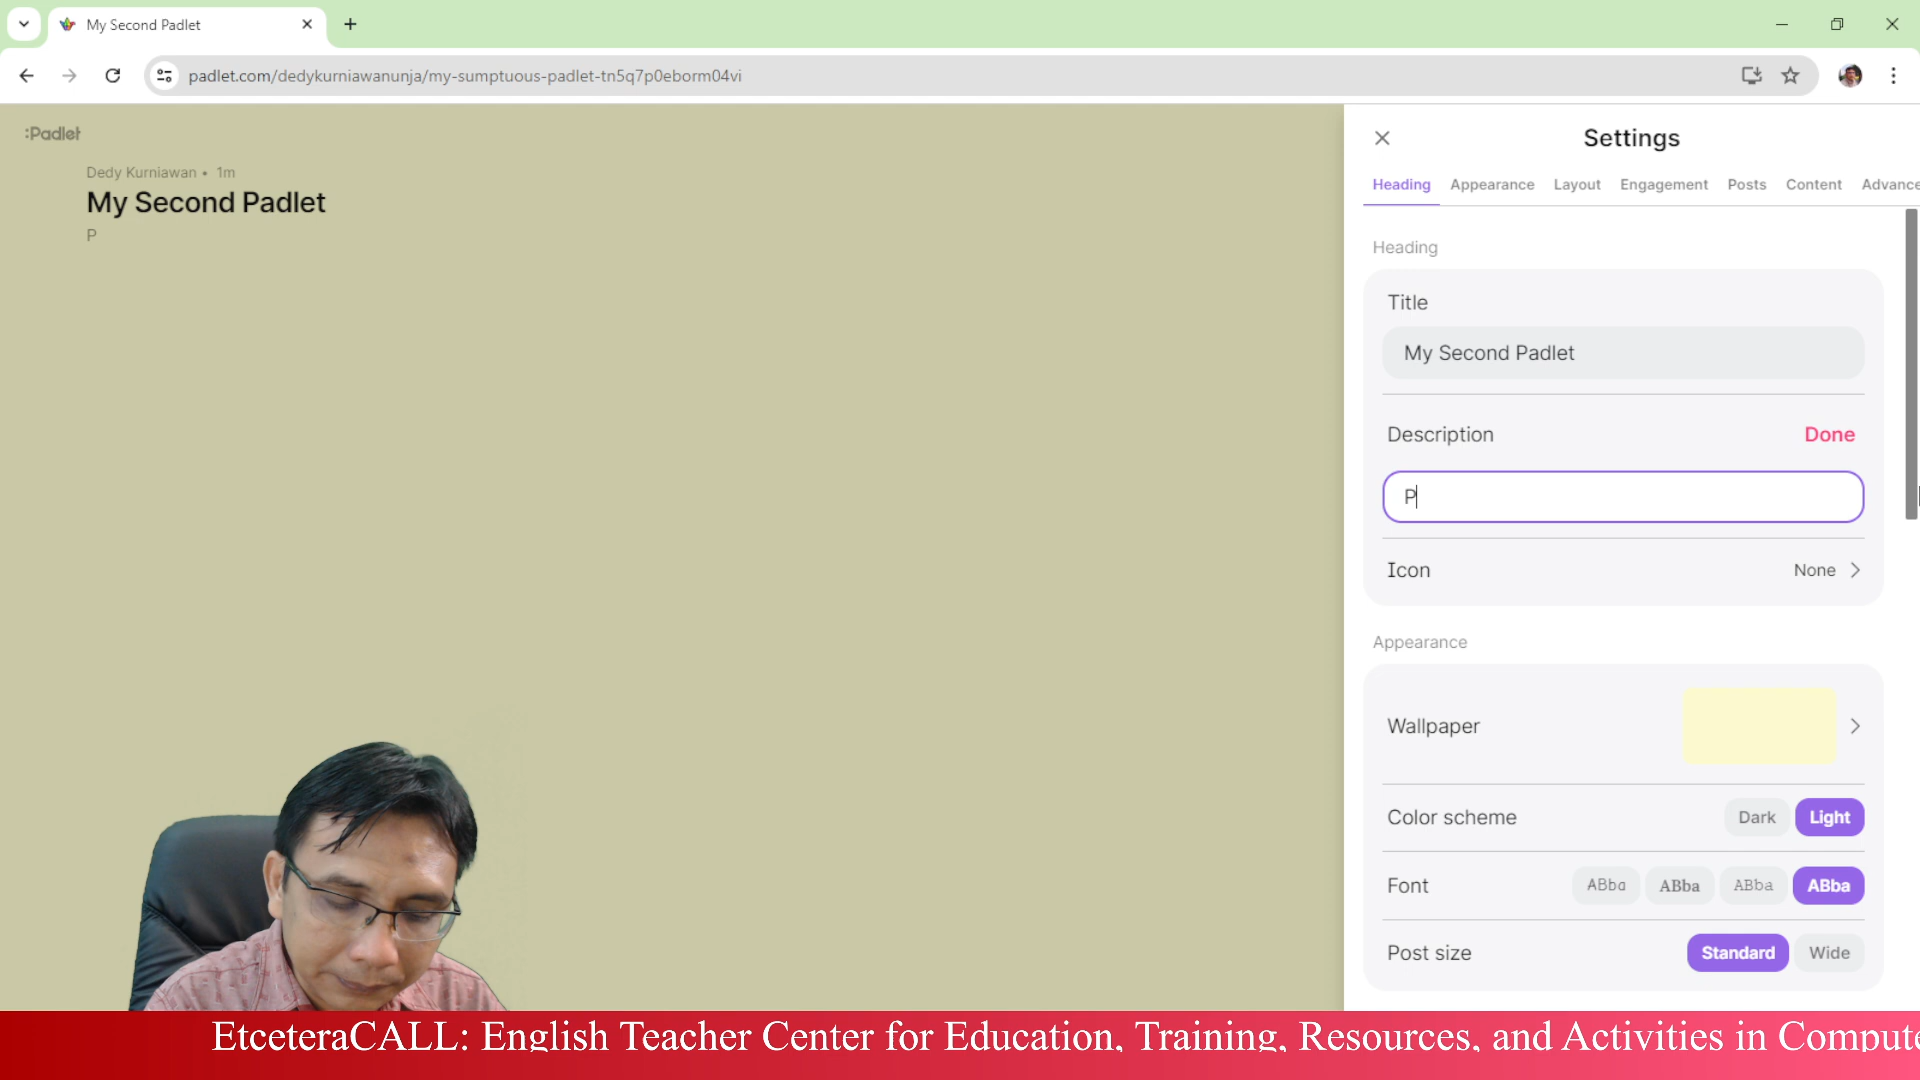 My Second Padlet
padlet.com/dedykurniawanunja/my-sumptuous-padlet-tn5q7p0eborm04vi
:Padlet
Dedy Kurniawan • 1m
My Second Padlet
P
Settings
Heading Appearance Layout Engagement Posts Content Advance
Heading
Title
My Second Padlet
Description Done
P
Icon None
Appearance
Wallpaper
Color scheme Dark Light
Font ABba ABba ABba ABba
Post size Standard Wide
EtceteraCALL: English Teacher Center for Education, Training, Resources, and Activities in Compute